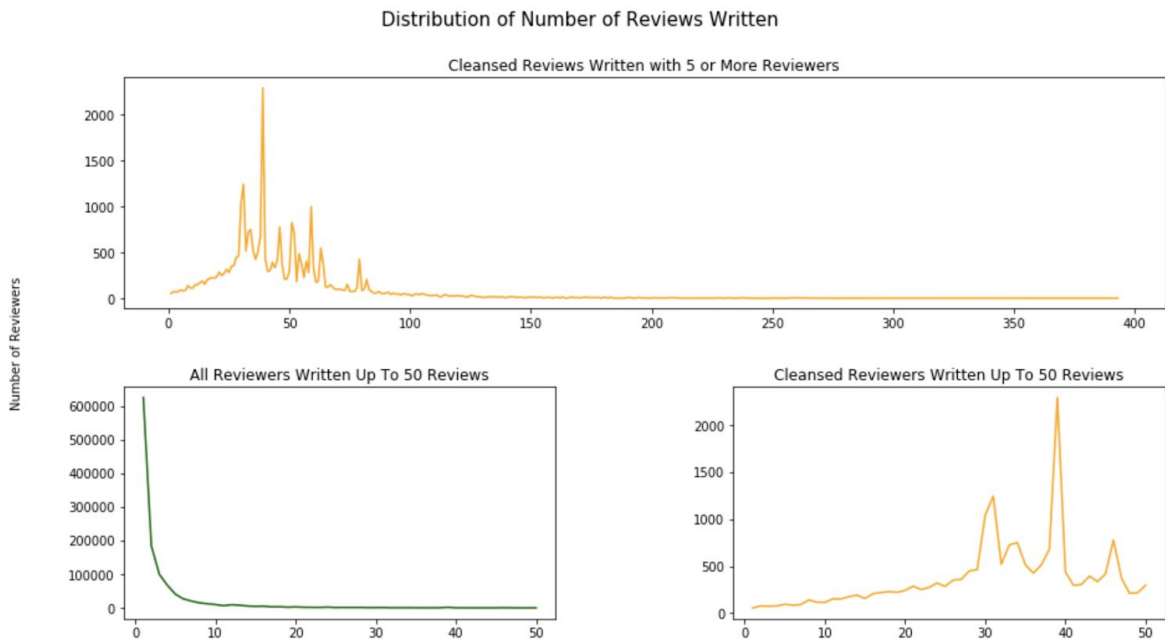 Distribution of Number of Reviews Written
Cleansed Reviews Written with 5 or More Reviewers
2000
1500
1000
500
0
0 50 100 150 200 250 300 350 400
Number of Reviewers
All Reviewers Written Up To 50 Reviews
600000
500000
400000
300000
200000
100000
0
0 10 20 30 40 50
Cleansed Reviewers Written Up To 50 Reviews
2000
1500
1000
500
0
0 10 20 30 40 50